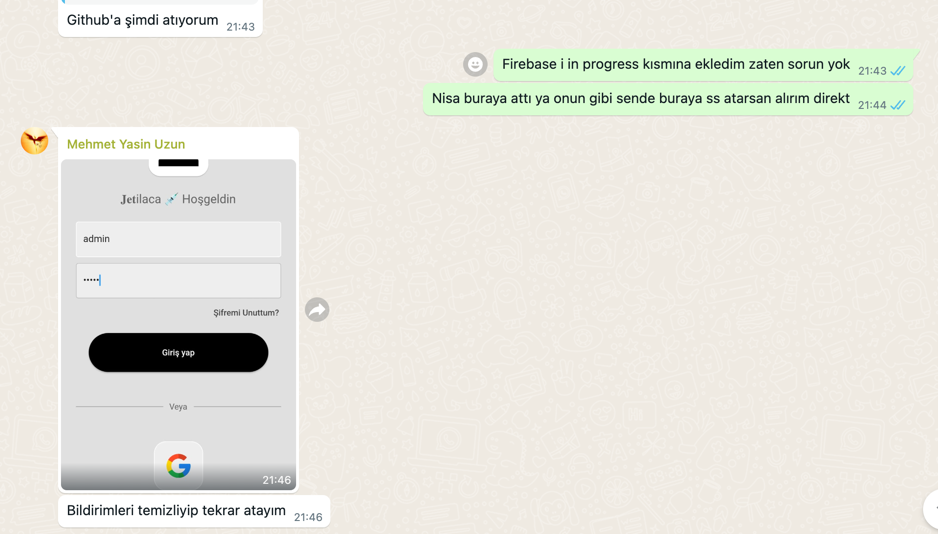 Github'a şimdi atıyorum 21:43
Firebase i in progress kısmına ekledim zaten sorun yok 21:43
Nisa buraya attı ya onun gibi sende buraya ss atarsan alırım direkt 21:44
Mehmet Yasin Uzun
Jetilaca Hoşgeldin
admin
•••••
Şifremi Unuttum?
Giriş yap
Veya
G
21:46
Bildirimleri temizliyip tekrar atayım 21:46